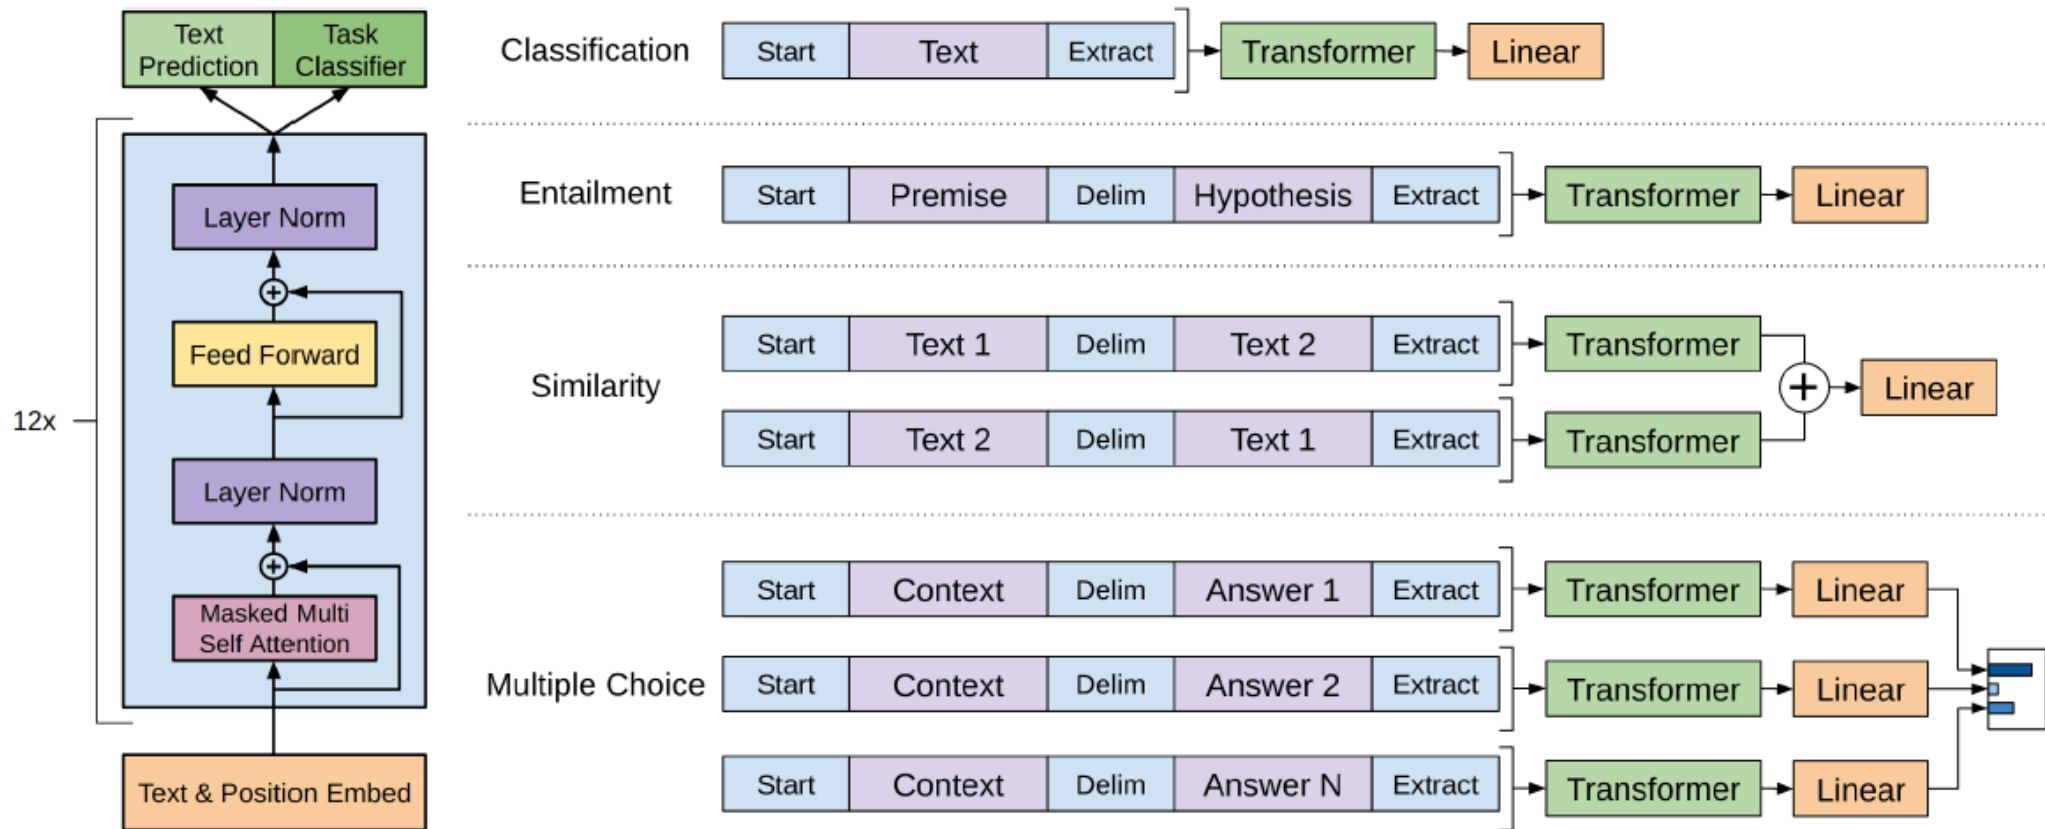 Text Prediction
Task Classifier
12x
Layer Norm
Feed Forward
Layer Norm
Masked Multi
Self Attention
Text & Position Embed
Classification
Start Text Extract Transformer Linear
Entailment
Start Premise Delim Hypothesis Extract Transformer Linear
Similarity
Start Text 1 Delim Text 2 Extract Transformer
+ Linear
Start Text 2 Delim Text 1 Extract Transformer
Multiple Choice
Start Context Delim Answer 1 Extract Transformer Linear
Start Context Delim Answer 2 Extract Transformer Linear
Start Context Delim Answer N Extract Transformer Linear